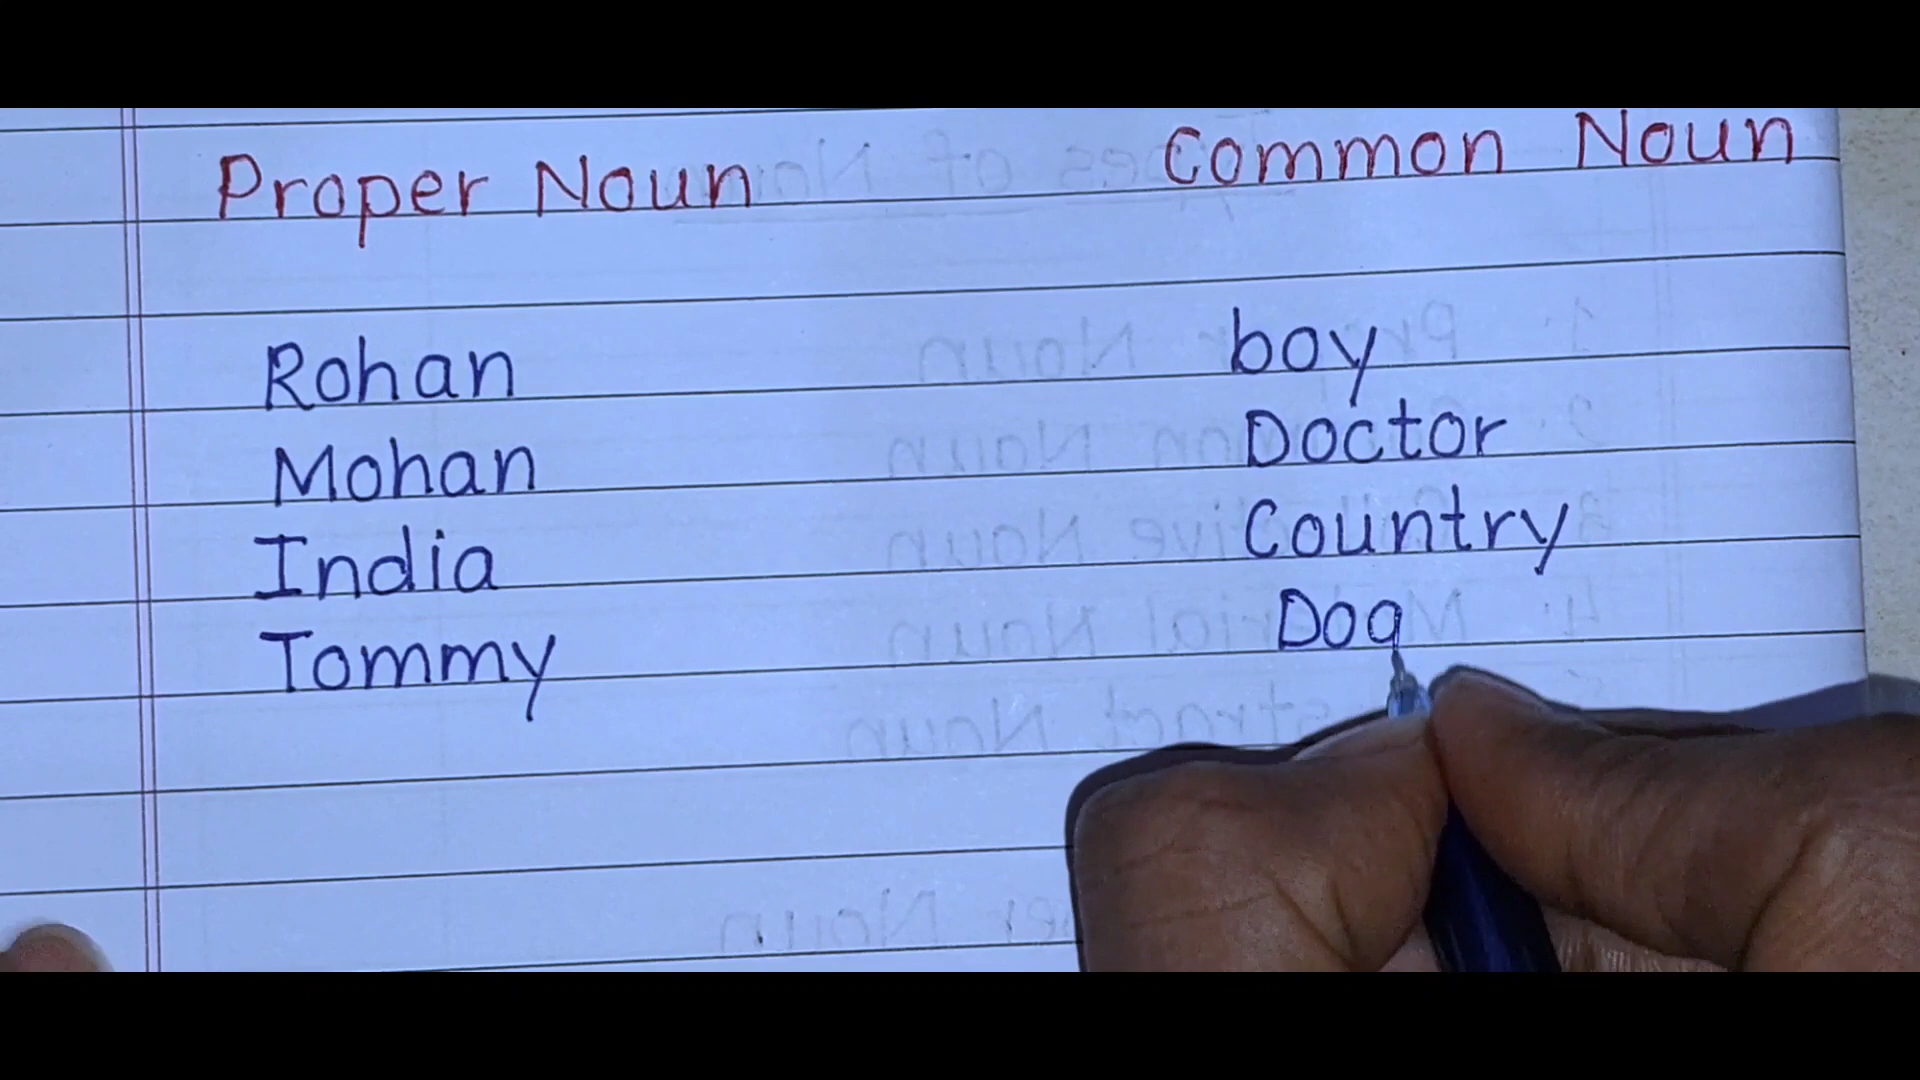 Proper Noun Common Noun
Rohan boy
Mohan Doctor
India Country
Tommy Dog